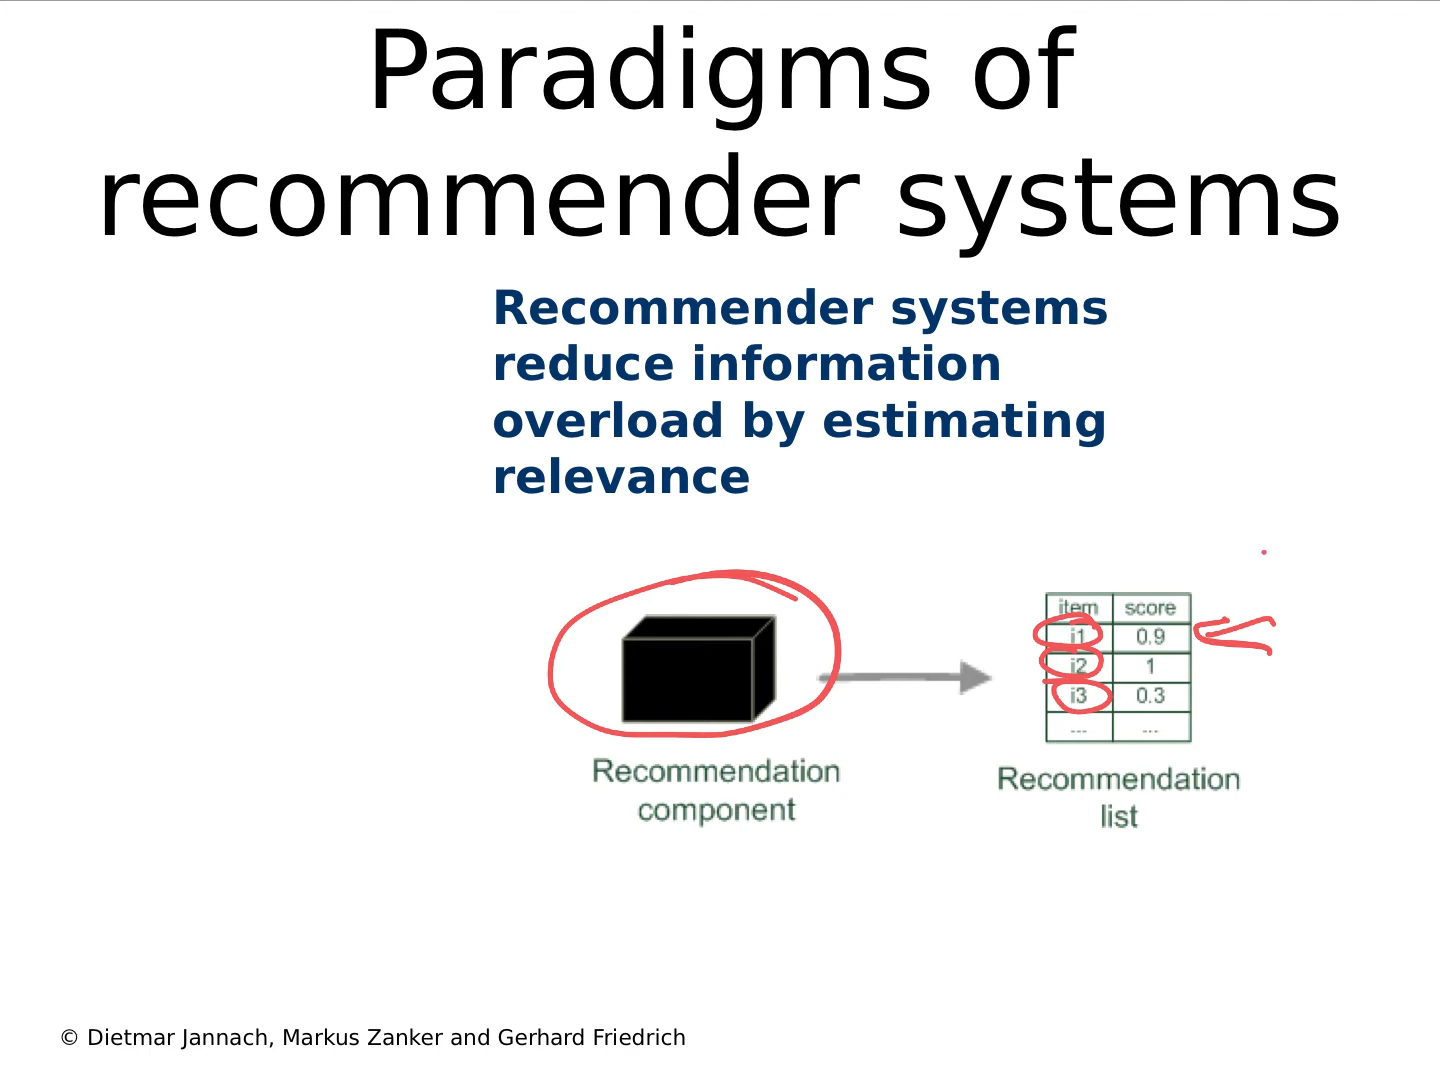 Paradigms of
recommender systems
Recommender systems
reduce information
overload by estimating
relevance
item score
i1 0.9
i2 1
i3 0.3
... ...
Recommendation
component
Recommendation
list
© Dietmar Jannach, Markus Zanker and Gerhard Friedrich